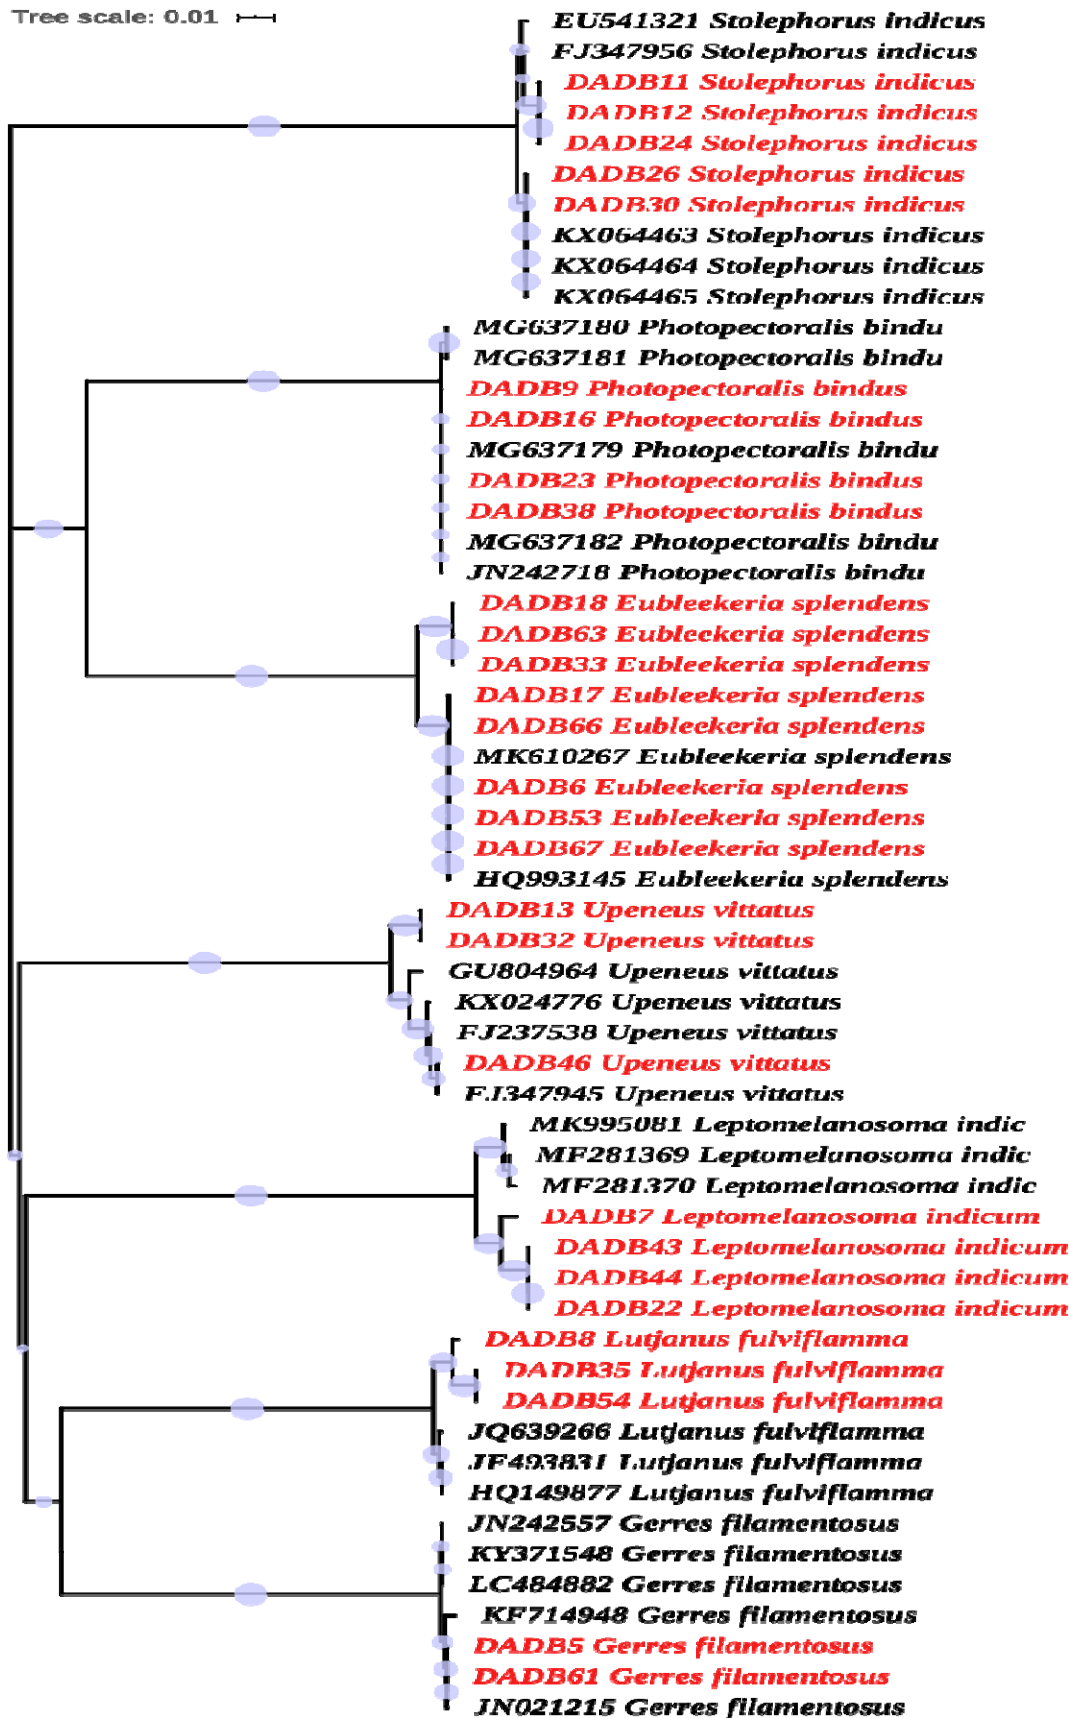 Tree scale: 0.01
EU541321 Stolephorus indicus
FJ347956 Stolephorus indicus
DADB11 Stolephorus indicus
DADB12 Stolephorus indicus
DADB24 Stolephorus indicus
DADB26 Stolephorus indicus
DADB30 Stolephorus indicus
KX064463 Stolephorus indicus
KX064464 Stolephorus indicus
KX064465 Stolephorus indicus
MG637180 Photopectoralis bindu
MG637181 Photopectoralis bindu
DADB9 Photopectoralis bindus
DADB16 Photopectoralis bindus
MG637179 Photopectoralis bindu
DADB23 Photopectoralis bindus
DADB38 Photopectoralis bindus
MG637182 Photopectoralis bindu
JN242718 Photopectoralis bindu
DADB18 Eubleekeria splendens
DADB63 Eubleekeria splendens
DADB33 Eubleekeria splendens
DADB17 Eubleekeria splendens
DADB66 Eubleekeria splendens
MK610267 Eubleekeria splendens
DADB6 Eubleekeria splendens
DADB53 Eubleekeria splendens
DADB67 Eubleekeria splendens
HQ993145 Eubleekeria splendens
DADB13 Upeneus vittatus
DADB32 Upeneus vittatus
GU804964 Upeneus vittatus
KX024776 Upeneus vittatus
FJ237538 Upeneus vittatus
DADB46 Upeneus vittatus
FJ347945 Upeneus vittatus
MK995081 Leptomelanosoma indic
MF281369 Leptomelanosoma indic
MF281370 Leptomelanosoma indic
DADB7 Leptomelanosoma indicum
DADB43 Leptomelanosoma indicum
DADB44 Leptomelanosoma indicum
DADB22 Leptomelanosoma indicum
DADB8 Lutjanus fulviflamma
DADB35 Lutjanus fulviflamma
DADB54 Lutjanus fulviflamma
JQ639266 Lutjanus fulviflamma
JF493831 Lutjanus fulviflamma
HQ149877 Lutjanus fulviflamma
JN242557 Gerres filamentosus
KY371548 Gerres filamentosus
LC484882 Gerres filamentosus
KF714948 Gerres filamentosus
DADB5 Gerres filamentosus
DADB61 Gerres filamentosus
JN021215 Gerres filamentosus